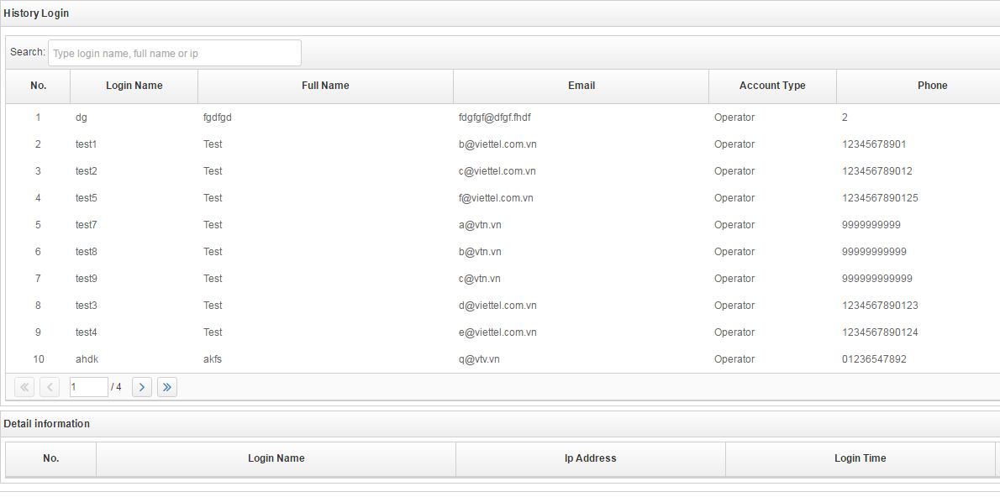 History Login
Search: Type login name, full name or ip
No. Login Name Full Name Email Account Type Phone
1 dg fgdfgd fdgfgf@dfgf.fhdf Operator 2
2 test1 Test b@viettel.com.vn Operator 12345678901
3 test2 Test c@viettel.com.vn Operator 123456789012
4 test5 Test f@viettel.com.vn Operator 1234567890125
5 test7 Test a@vtn.vn Operator 9999999999
6 test8 Test b@vtn.vn Operator 99999999999
7 test9 Test c@vtn.vn Operator 999999999999
8 test3 Test d@viettel.com.vn Operator 1234567890123
9 test4 Test e@viettel.com.vn Operator 1234567890124
10 ahdk akfs q@vtv.vn Operator 01236547892
1 / 4
Detail information
No. Login Name Ip Address Login Time